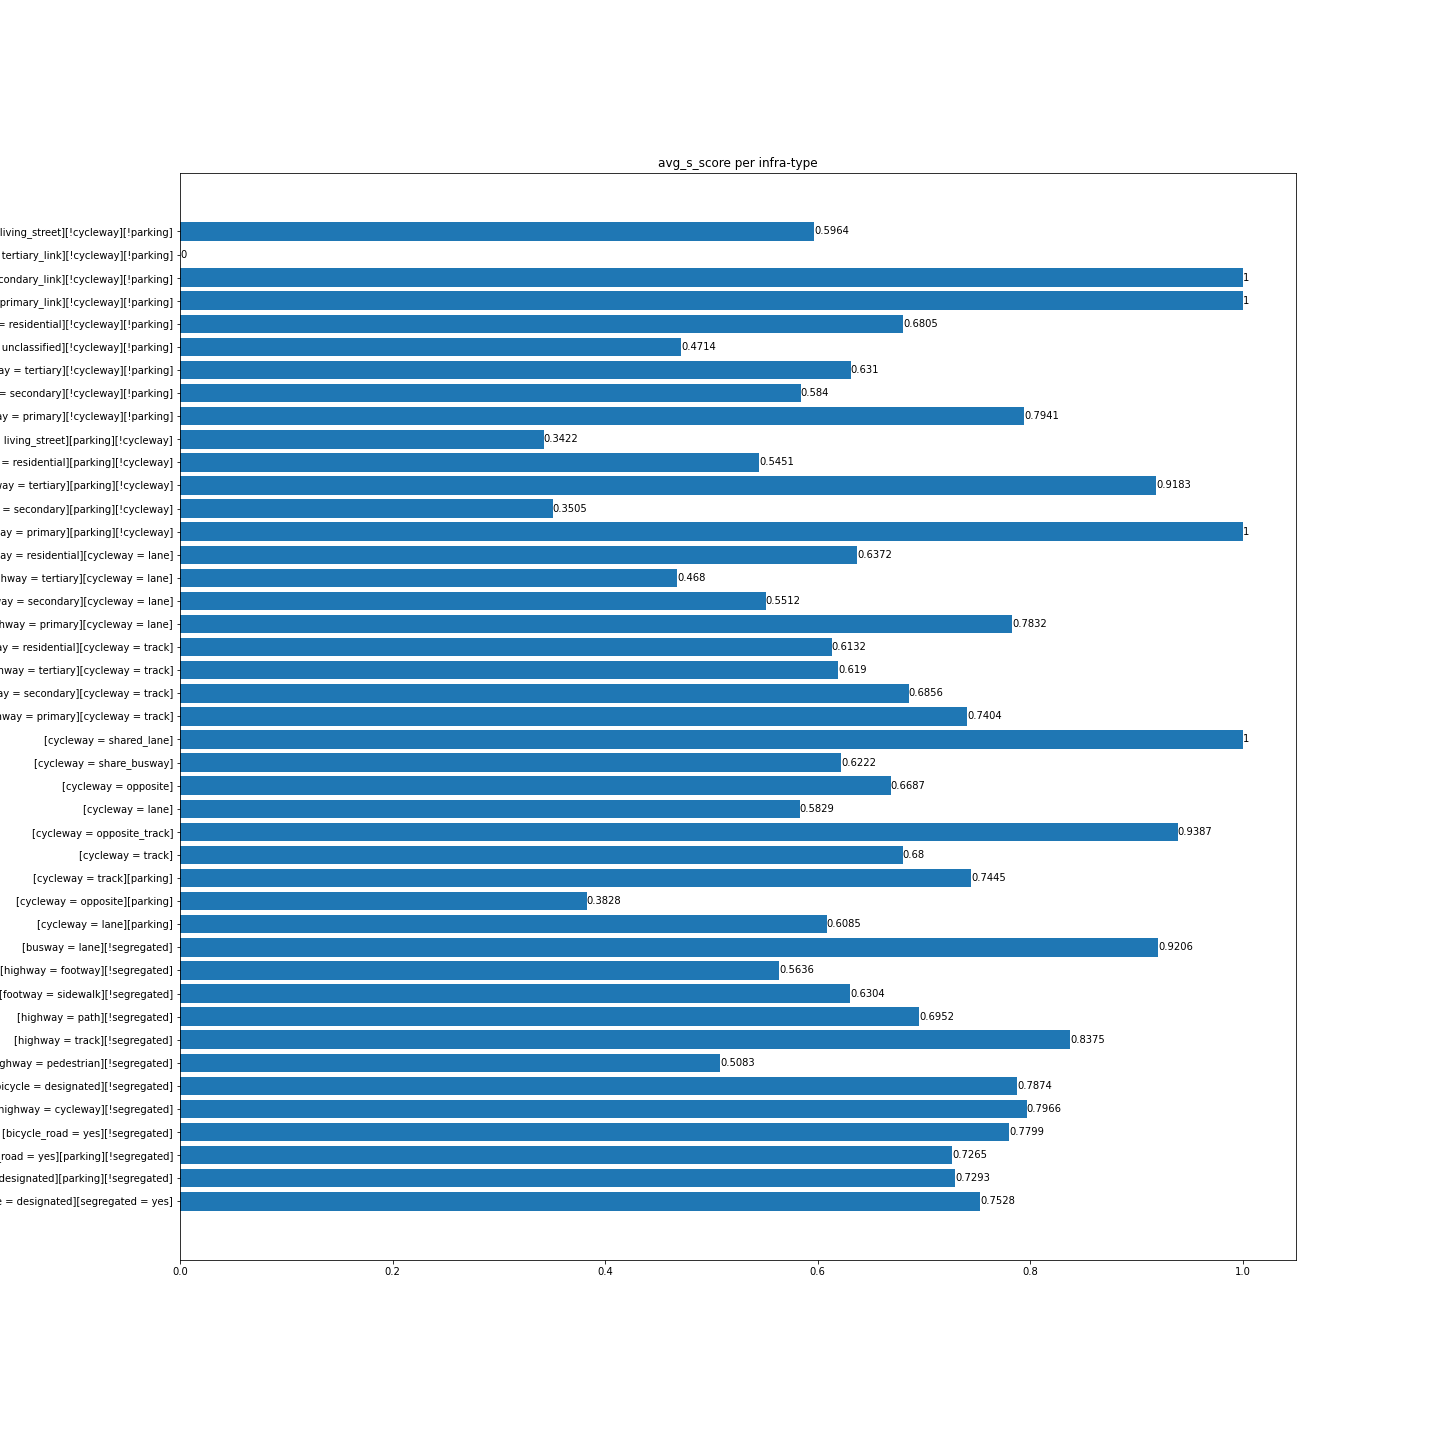 avg_s_score per infra-type
living_street][!cycleway][!parking] 0.5964
tertiary_link][!cycleway][!parking] 0
condary_link][!cycleway][!parking] 1
primary_link][!cycleway][!parking] 1
= residential][!cycleway][!parking] 0.6805
unclassified][!cycleway][!parking] 0.4714
ay = tertiary][!cycleway][!parking] 0.631
= secondary][!cycleway][!parking] 0.584
y = primary][!cycleway][!parking] 0.7941
living_street][parking][!cycleway] 0.3422
= residential][parking][!cycleway] 0.5451
way = tertiary][parking][!cycleway] 0.9183
= secondary][parking][!cycleway] 0.3505
ay = primary][parking][!cycleway] 1
ay = residential][cycleway = lane] 0.6372
hway = tertiary][cycleway = lane] 0.468
way = secondary][cycleway = lane] 0.5512
hway = primary][cycleway = lane] 0.7832
y = residential][cycleway = track] 0.6132
hway = tertiary][cycleway = track] 0.619
ay = secondary][cycleway = track] 0.6856
way = primary][cycleway = track] 0.7404
[cycleway = shared_lane] 1
[cycleway = share_busway] 0.6222
[cycleway = opposite] 0.6687
[cycleway = lane] 0.5829
[cycleway = opposite_track] 0.9387
[cycleway = track] 0.68
[cycleway = track][parking] 0.7445
[cycleway = opposite][parking] 0.3828
[cycleway = lane][parking] 0.6085
[busway = lane][!segregated] 0.9206
[highway = footway][!segregated] 0.5636
[footway = sidewalk][!segregated] 0.6304
[highway = path][!segregated] 0.6952
[highway = track][!segregated] 0.8375
ghway = pedestrian][!segregated] 0.5083
bicycle = designated][!segregated] 0.7874
highway = cycleway][!segregated] 0.7966
[bicycle_road = yes][!segregated] 0.7799
_road = yes][parking][!segregated] 0.7265
designated][parking][!segregated] 0.7293
e = designated][segregated = yes] 0.7528
0.0 0.2 0.4 0.6 0.8 1.0